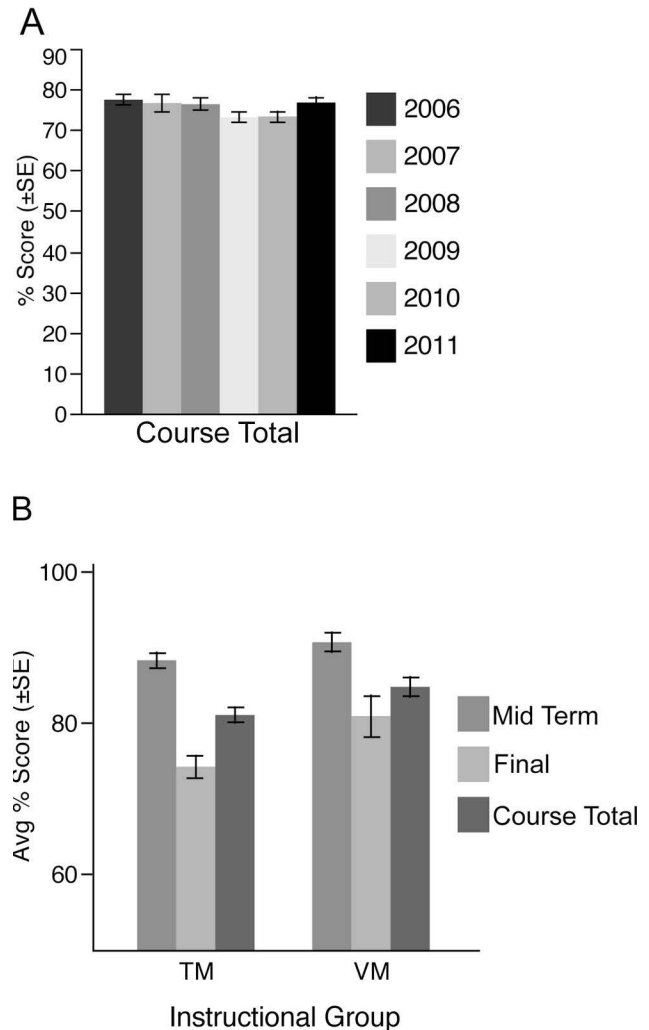 A
90
80
70
60
50
40
30
20
10
0
% Score (±SE)
Course Total
2006
2007
2008
2009
2010
2011
B
100
80
60
Avg % Score (±SE)
TM
VM
Instructional Group
Mid Term
Final
Course Total